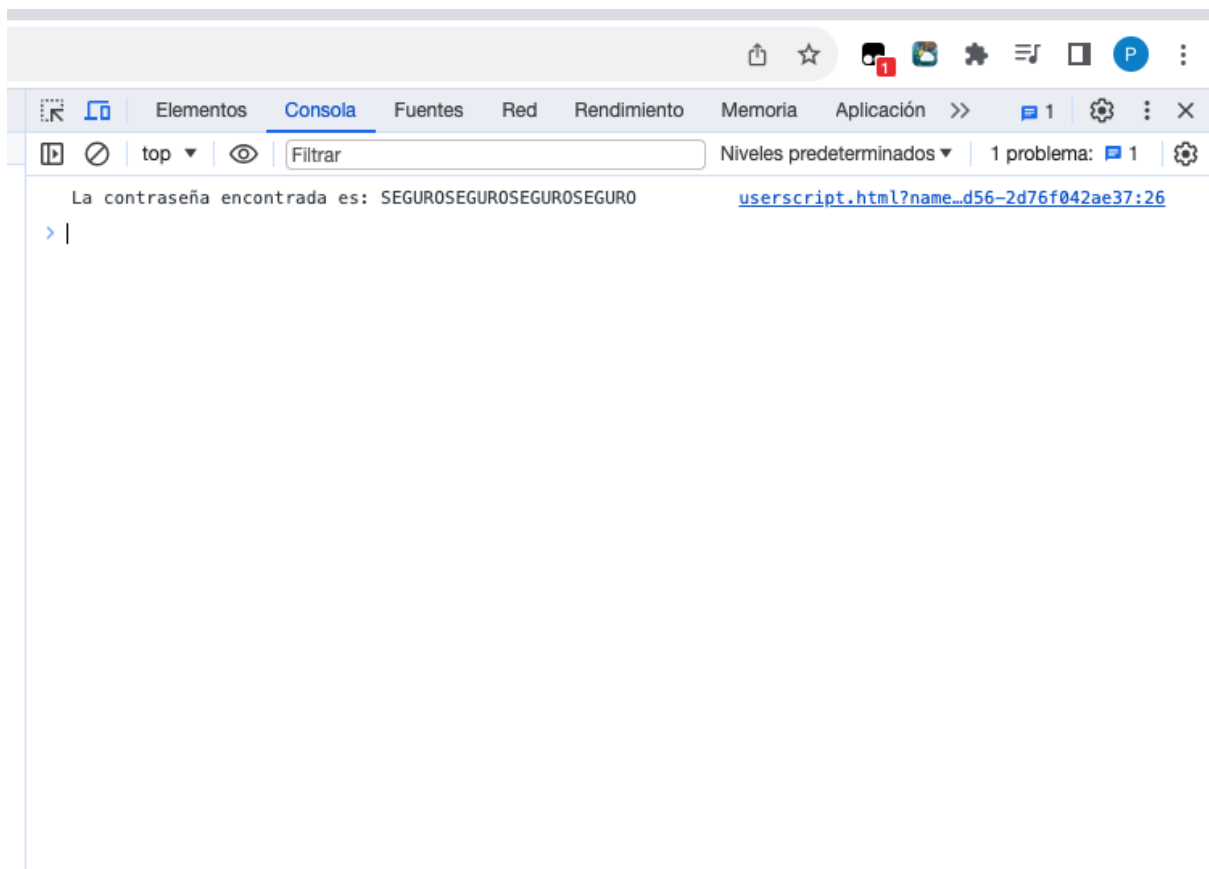 1
P
Elementos Consola Fuentes Red Rendimiento Memoria Aplicación >> 1
top Filtrar Niveles predeterminados 1 problema: 1
La contraseña encontrada es: SEGUROSEGUROSEGUROSEGURO userscript.html?name…d56-2d76f042ae37:26
>